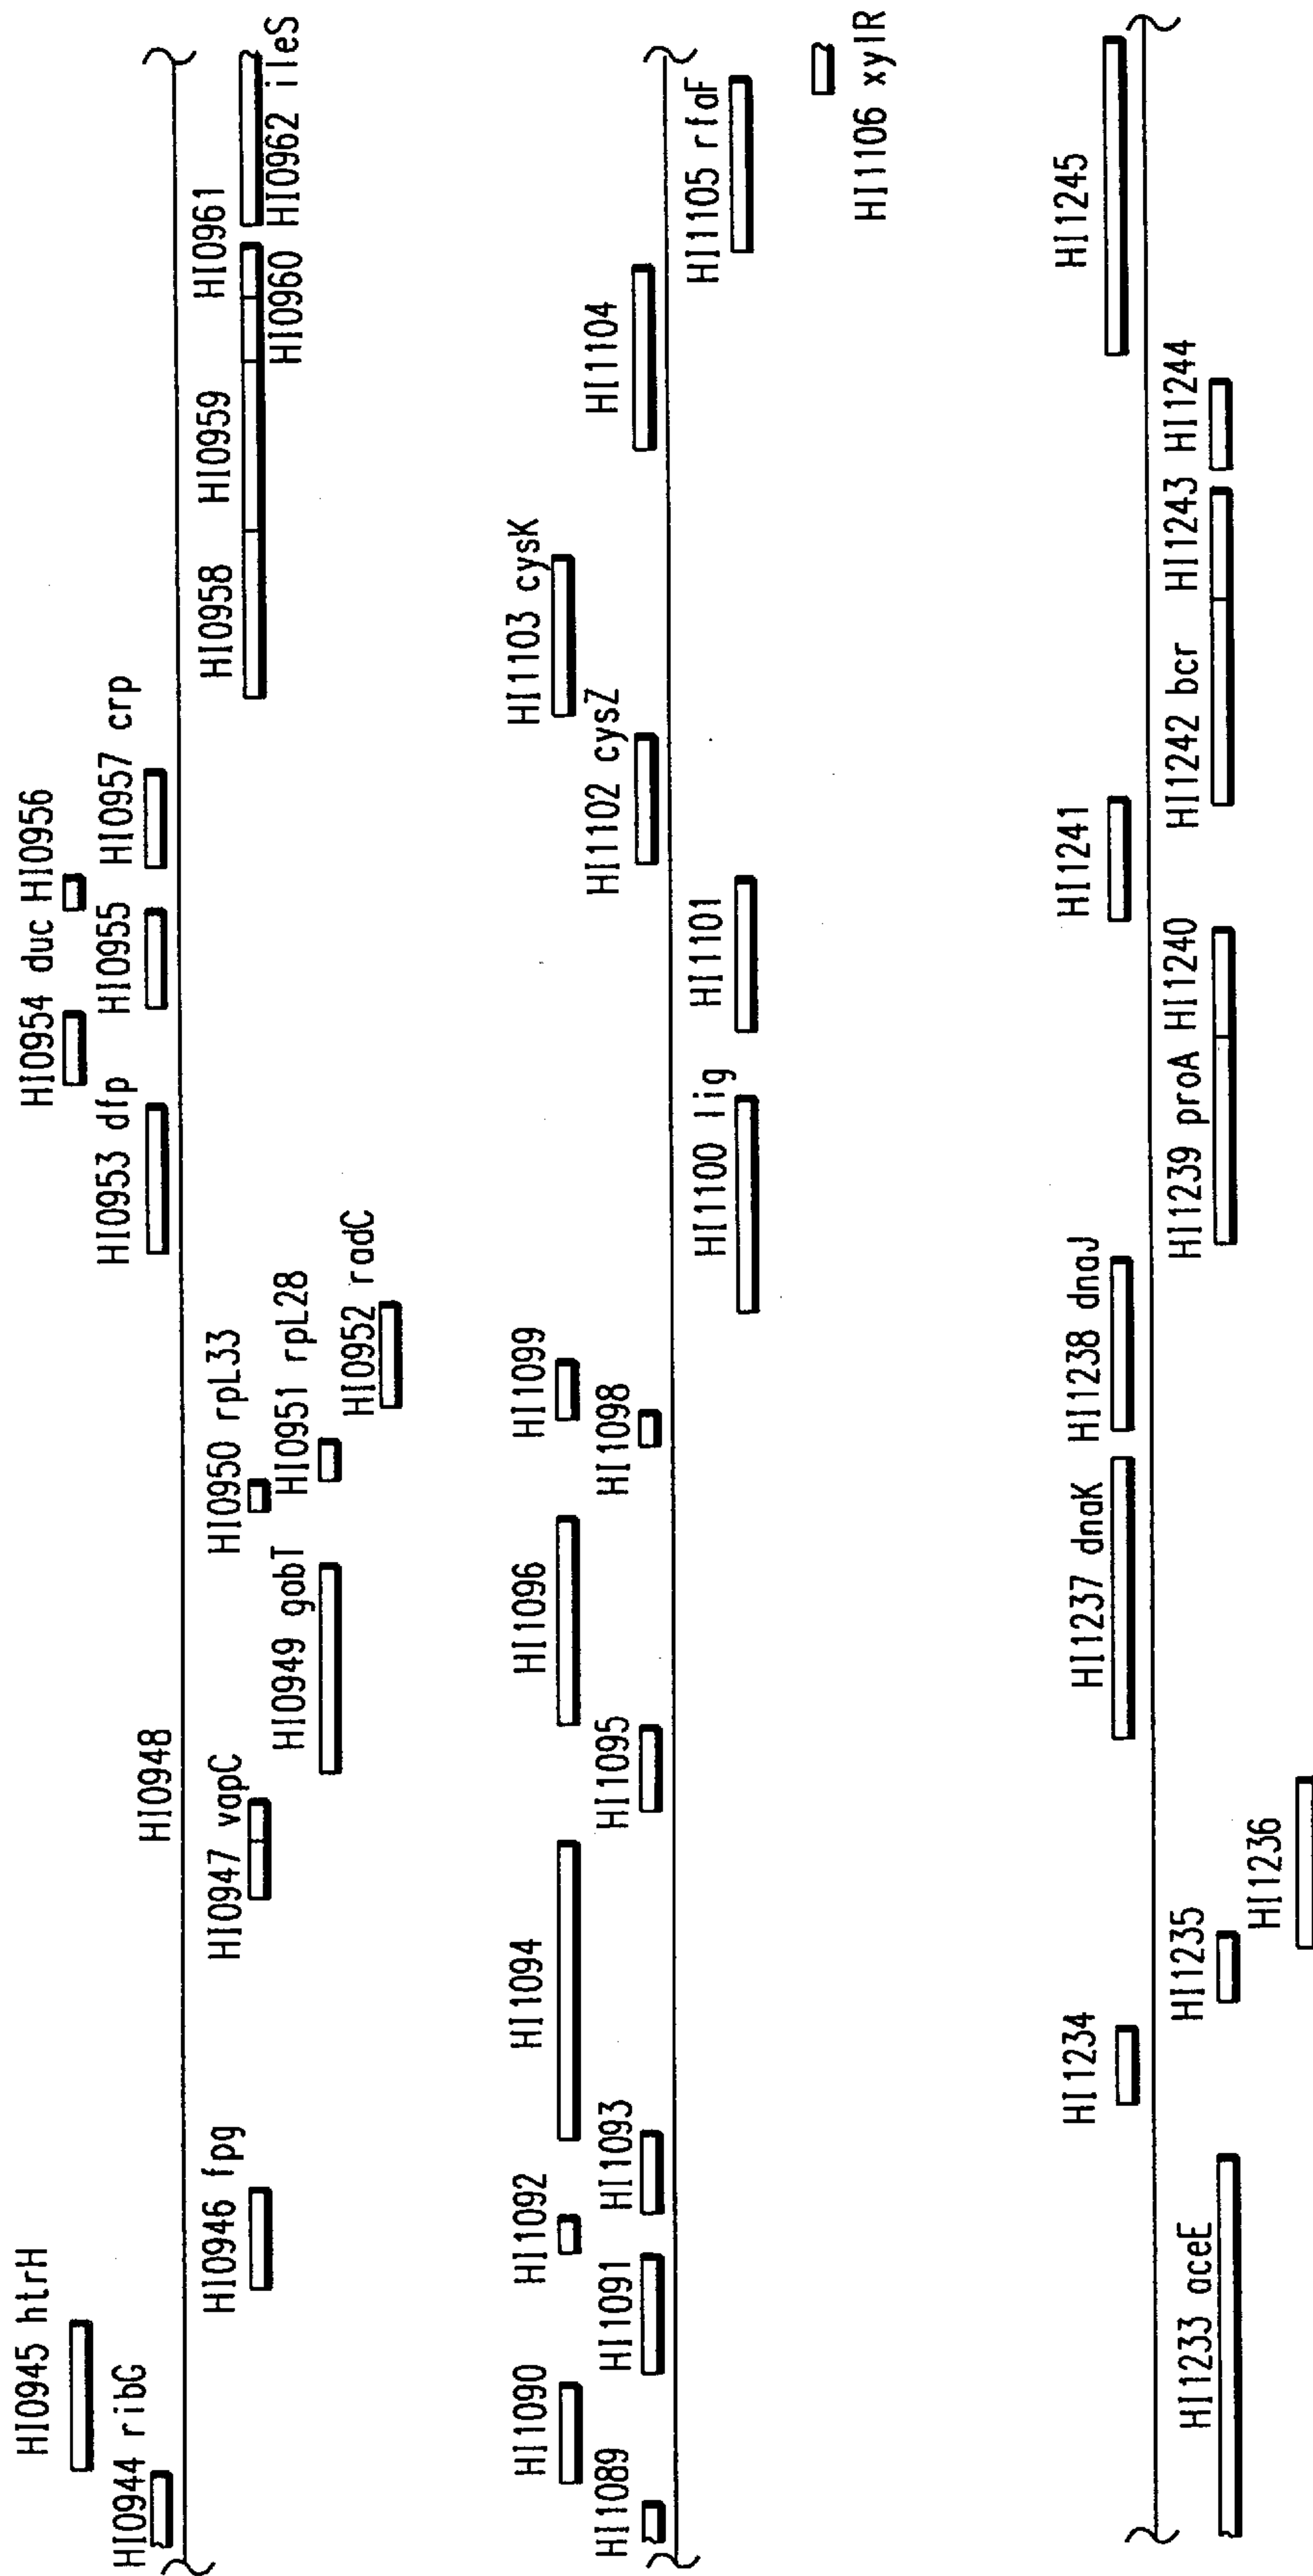 HI0945 htrH
HI0944 ribG
HI0946 fpg
HI0947 vapC
HI0948
HI0949 gabT
HI0950 rpL33
HI0951 rpL28
HI0952 radC
HI0953 dfp
HI0954 duc
HI0955
HI0956
HI0957 crp
HI0958
HI0959
HI0960
HI0961
HI0962 ileS
HI1089
HI1090
HI1091
HI1092
HI1093
HI1094
HI1095
HI1096
HI1098
HI1099
HI1100 lig
HI1101
HI1102 cysZ
HI1103 cysK
HI1104
HI1105 rfaF
HI1106 xylR
HI1233 aceE
HI1234
HI1235
HI1236
HI1237 dnaK
HI1238 dnaJ
HI1239 proA
HI1240
HI1241
HI1242 bcr
HI1243
HI1244
HI1245